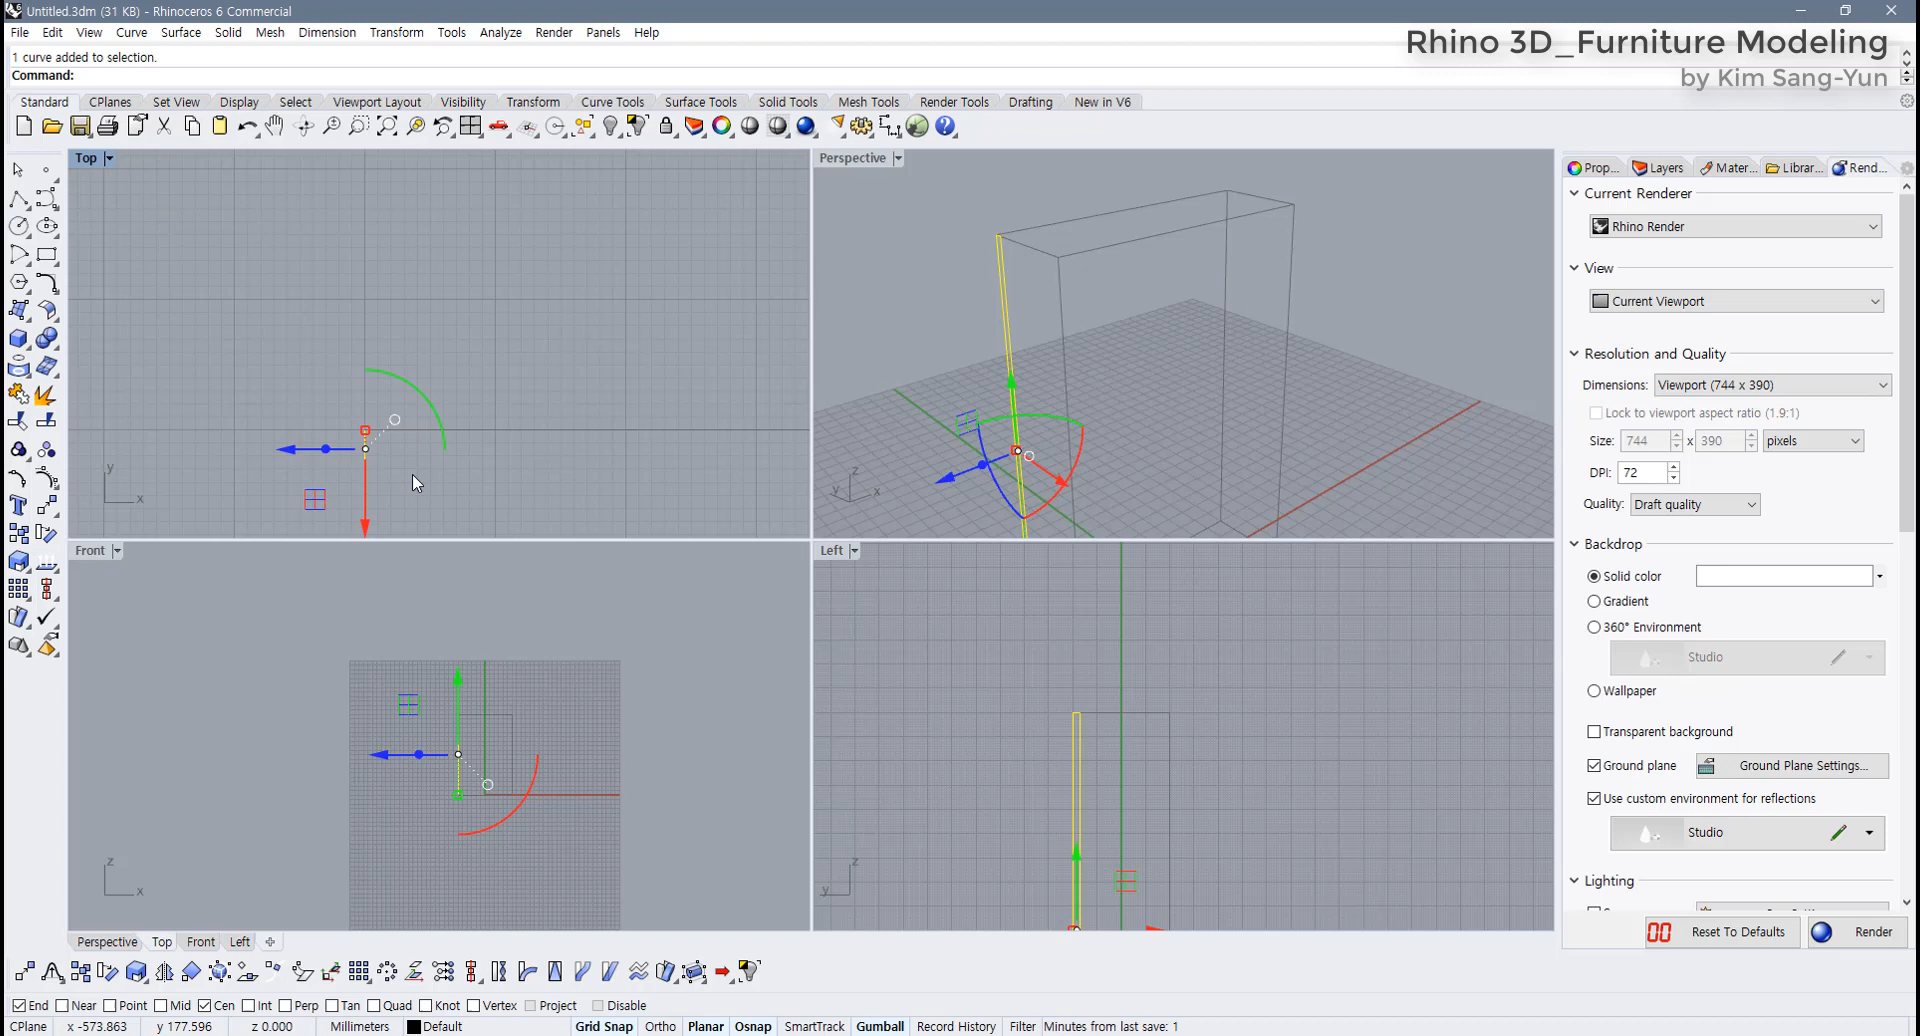 Untitled.3dm (31 KB) - Rhinoceros 6 Commercial
File Edit View Curve Surface Solid Mesh Dimension Transform Tools Analyze Render Panels Help
Rhino 3D_Furniture Modeling
by Kim Sang-Yun
1 curve added to selection.
Command:
Standard CPlanes Set View Display Select Viewport Layout Visibility Transform Curve Tools Surface Tools Solid Tools Mesh Tools Render Tools Drafting New in V6
Top
y
x
Perspective
z
y
x
Front
z
x
Left
z
y
Prop... Layers Mater... Librar... Rend...
Current Renderer
Rhino Render
View
Current Viewport
Resolution and Quality
Dimensions: Viewport (744 x 390)
Lock to viewport aspect ratio (1.9:1)
Size: 744 x 390 pixels
DPI: 72
Quality: Draft quality
Backdrop
Solid color
Gradient
360° Environment
Studio
Wallpaper
Transparent background
Ground plane Ground Plane Settings...
Use custom environment for reflections
Studio
Lighting
Reset To Defaults Render
Perspective Top Front Left
End Near Point Mid Cen Int Perp Tan Quad Knot Vertex Project Disable
CPlane x -573.863 y 177.596 z 0.000 Millimeters Default Grid Snap Ortho Planar Osnap SmartTrack Gumball Record History Filter Minutes from last save: 1